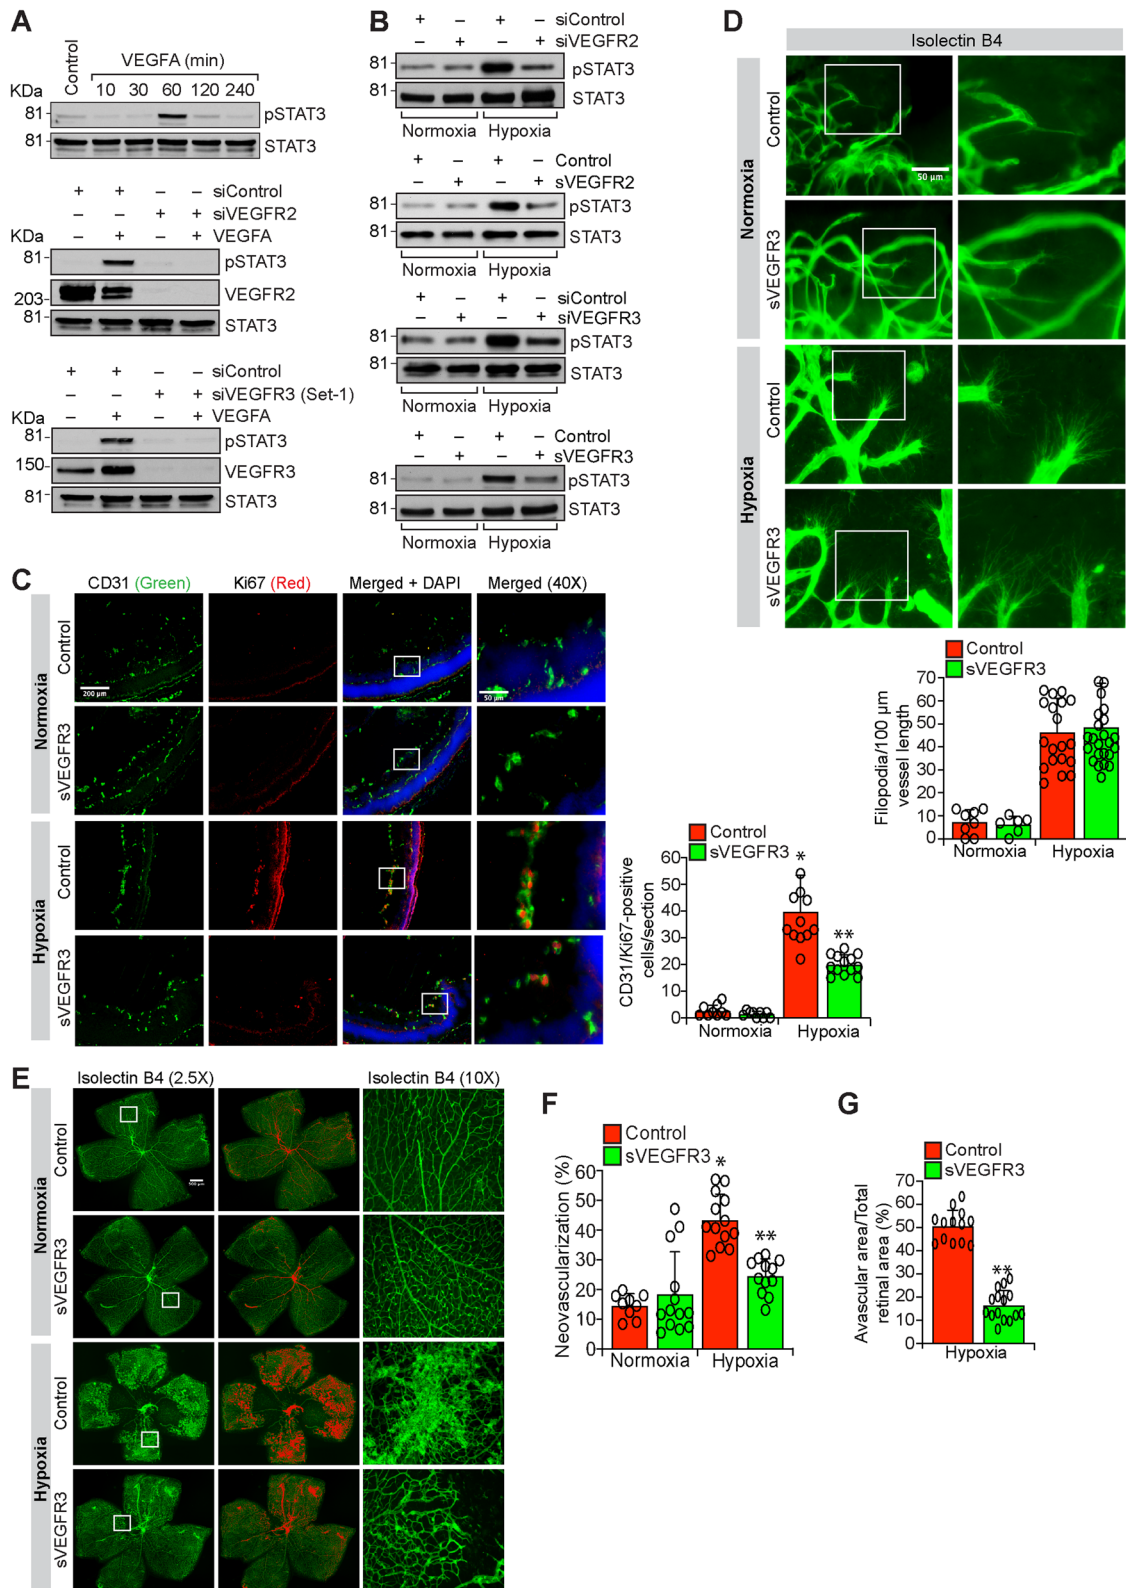 A
Control
VEGFA (min)
KDa
10 30 60 120 240
81
pSTAT3
81
STAT3
+ + – – siControl
– – + + siVEGFR2
KDa – + – + VEGFA
81
pSTAT3
203
VEGFR2
81
STAT3
+ + – – siControl
– – + + siVEGFR3 (Set-1)
KDa – + – + VEGFA
81
pSTAT3
150
VEGFR3
81
STAT3
B
+ – + – siControl
– + – + siVEGFR2
81
pSTAT3
81
STAT3
Normoxia Hypoxia
+ – + – Control
– + – + sVEGFR2
81
pSTAT3
81
STAT3
Normoxia Hypoxia
+ – + – siControl
– + – + siVEGFR3
81
pSTAT3
81
STAT3
Normoxia Hypoxia
+ – + – Control
– + – + sVEGFR3
81
pSTAT3
81
STAT3
Normoxia Hypoxia
C
CD31 (Green) Ki67 (Red) Merged + DAPI Merged (40X)
Normoxia
Control
200 µm
50 µm
sVEGFR3
Hypoxia
Control
sVEGFR3
Control
sVEGFR3
CD31/Ki67-positive
cells/section
60
50
40
30
20
10
0
*
**
Normoxia Hypoxia
D
Isolectin B4
Normoxia
Control
50 µm
sVEGFR3
Hypoxia
Control
sVEGFR3
Control
sVEGFR3
Filopodia/100 µm
vessel length
70
60
50
40
30
20
10
0
Normoxia Hypoxia
E
Isolectin B4 (2.5X) Isolectin B4 (10X)
Normoxia
Control
500 µm
sVEGFR3
Hypoxia
Control
sVEGFR3
F
Control
sVEGFR3
Neovascularization (%)
60
50
40
30
20
10
0
*
**
Normoxia Hypoxia
G
Control
sVEGFR3
Avascular area/Total
retinal area (%)
70
60
50
40
30
20
10
0
**
Hypoxia